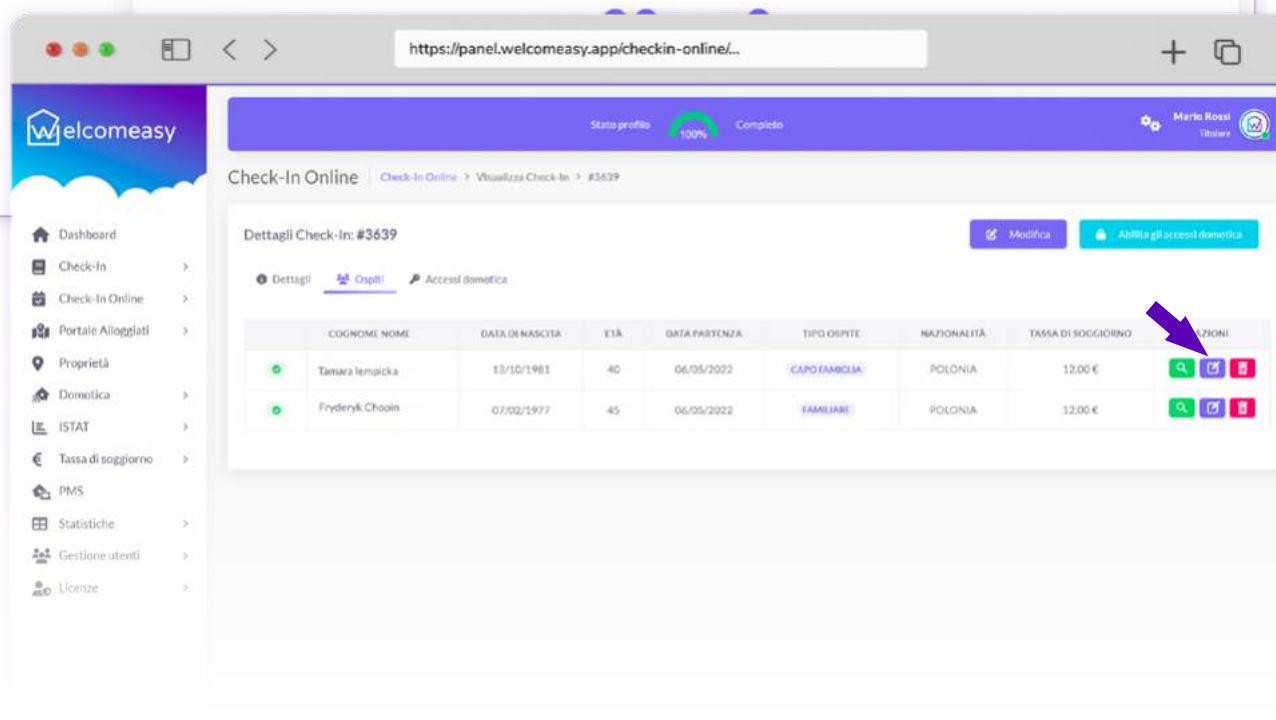 https://panel.welcomeasy.app/checkin-online/...
Welcomeasy
Stato profilo 100% Completo
Mario Rossi
Titolare
Check-In Online Check-In Online > Visualizza Check-In > #3639
Dashboard
Check-In
Check-In Online
Portale Alloggiati
Proprietà
Domotica
ISTAT
Tassa di soggiorno
PMS
Statistiche
Gestione utenti
Licenze
Dettagli Check-In: #3639
Modifica
Abilita gli accessi domotica
Dettagli Ospiti Accessi domotica
COGNOME NOME DATA DI NASCITA ETÀ DATA PARTENZA TIPO OSPITE NAZIONALITÀ TASSA DI SOGGIORNO AZIONI
Tamara lempicka 13/10/1981 40 06/05/2022 CAPO FAMIGLIA POLONIA 12.00 €
Fryderyk Chopin 07/02/1977 45 06/05/2022 FAMILIARE POLONIA 12.00 €